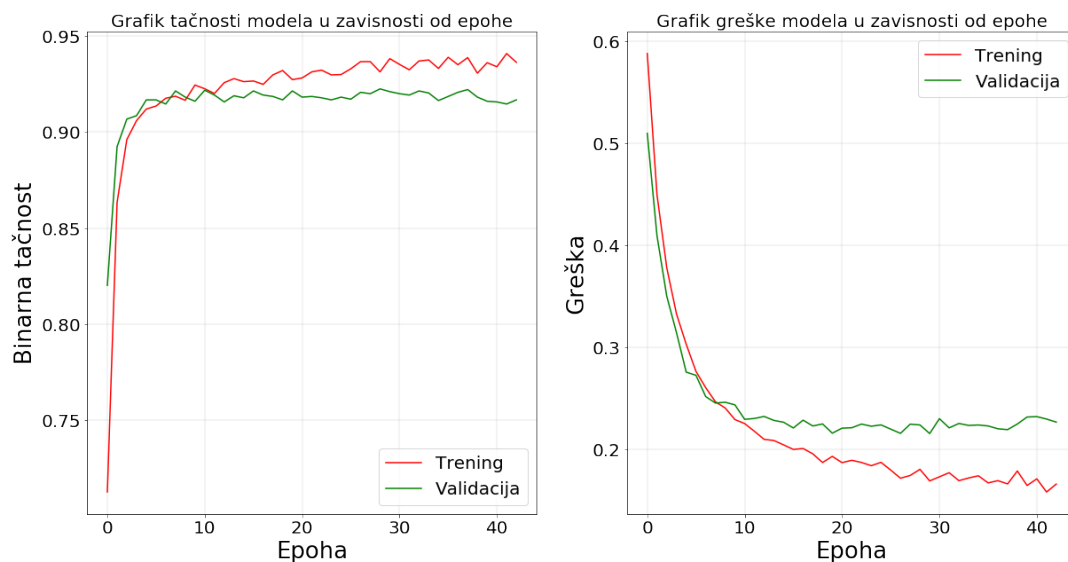 Grafik tačnosti modela u zavisnosti od epohe
0.95
0.90
0.85
0.80
0.75
Binarna tačnost
0
10
20
30
40
Epoha
Trening
Validacija
Grafik greške modela u zavisnosti od epohe
0.6
0.5
0.4
0.3
0.2
Greška
0
10
20
30
40
Epoha
Trening
Validacija